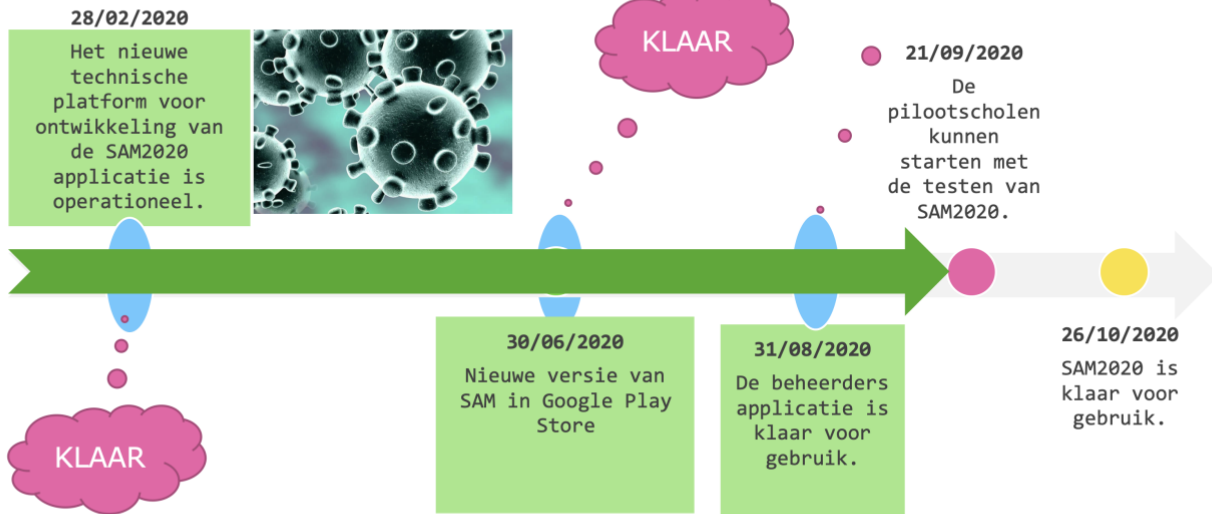 28/02/2020
Het nieuwe
technische
platform voor
ontwikkeling van
de SAM2020
applicatie is
operationeel.
KLAAR
KLAAR
30/06/2020
Nieuwe versie van
SAM in Google Play
Store
31/08/2020
De beheerders
applicatie is
klaar voor
gebruik.
21/09/2020
De
pilootscholen
kunnen
starten met
de testen van
SAM2020.
26/10/2020
SAM2020 is
klaar voor
gebruik.